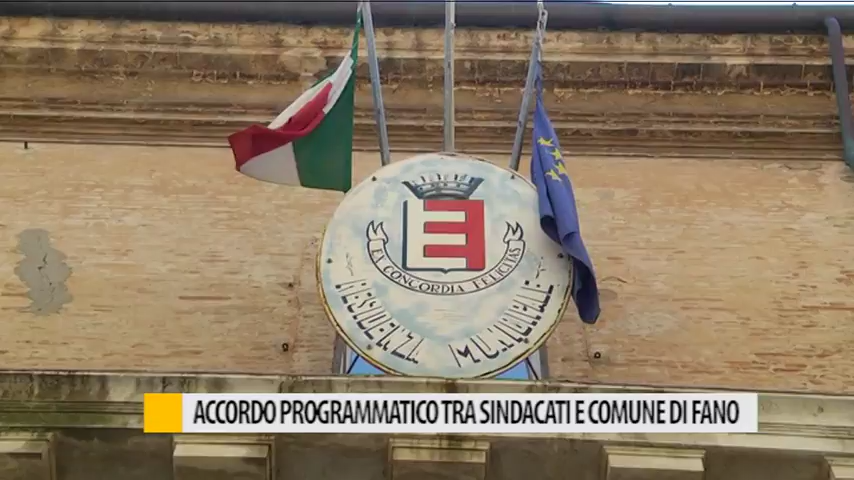 EX CONCORDIA FELICITAS
RESIDENZA MUNICIPALE
ACCORDO PROGRAMMATICO TRA SINDACATI E COMUNE DI FANO